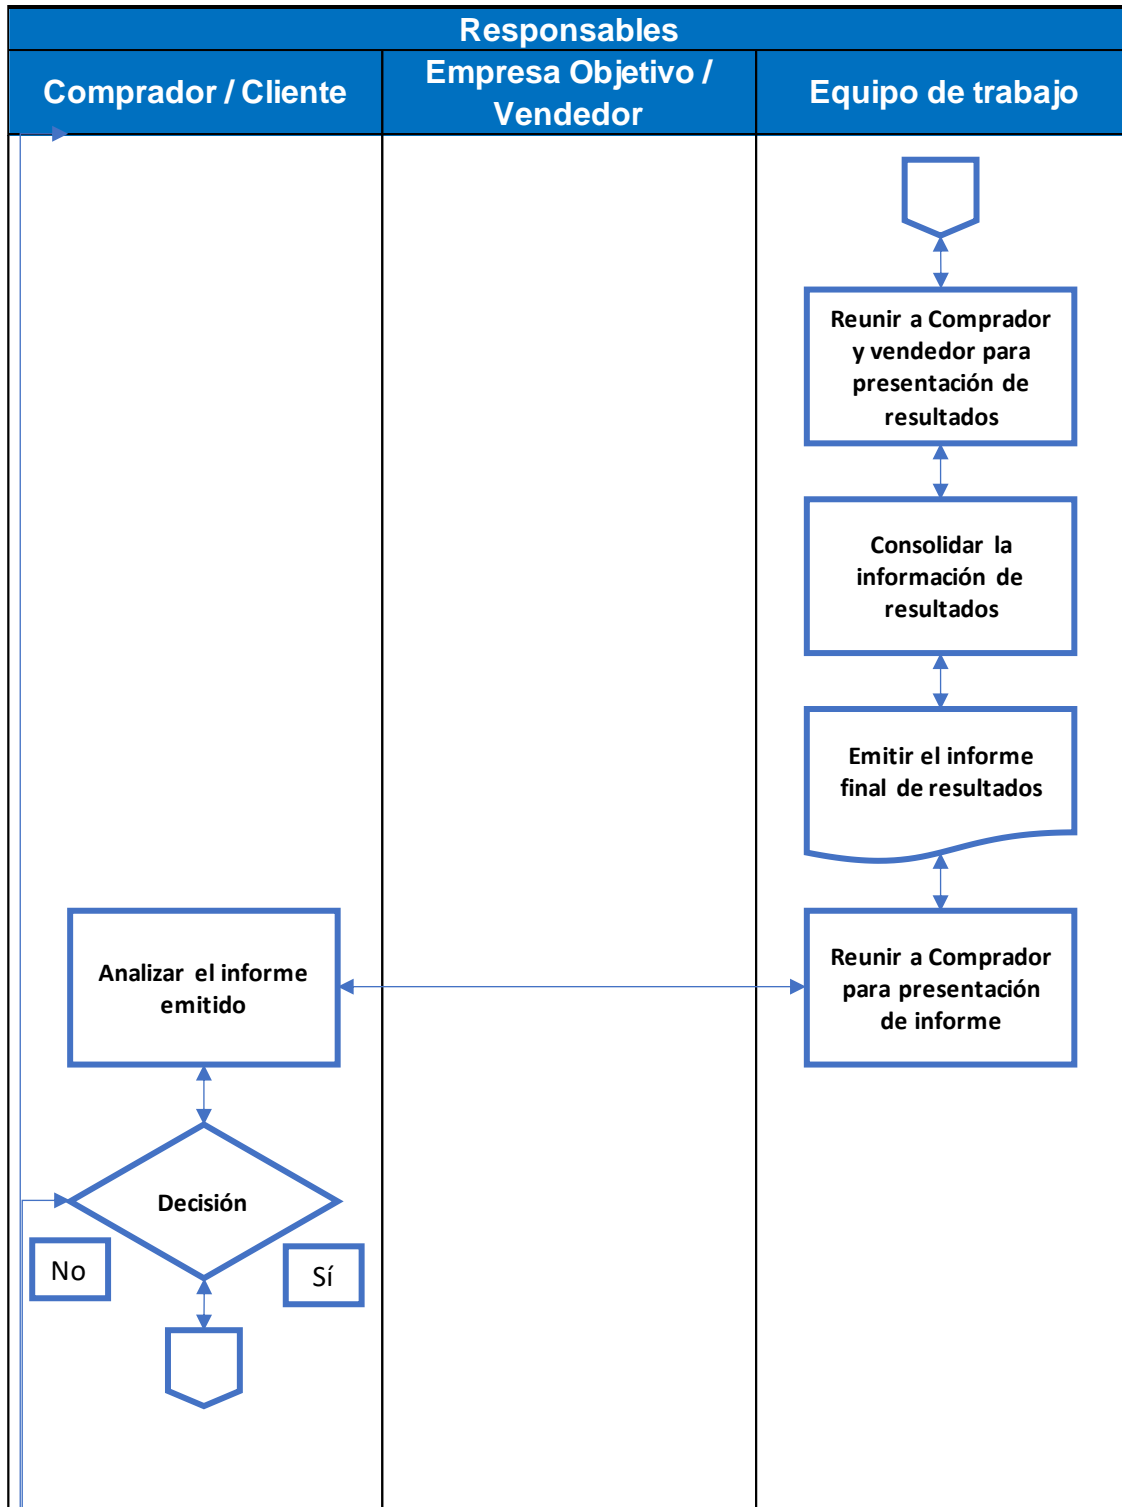 Responsables
Comprador / Cliente
Empresa Objetivo /
Vendedor
Equipo de trabajo
Reunir a Comprador
y vendedor para
presentación de
resultados
Consolidar la
información de
resultados
Emitir el informe
final de resultados
Analizar el informe
emitido
Reunir a Comprador
para presentación
de informe
Decisión
No
Sí